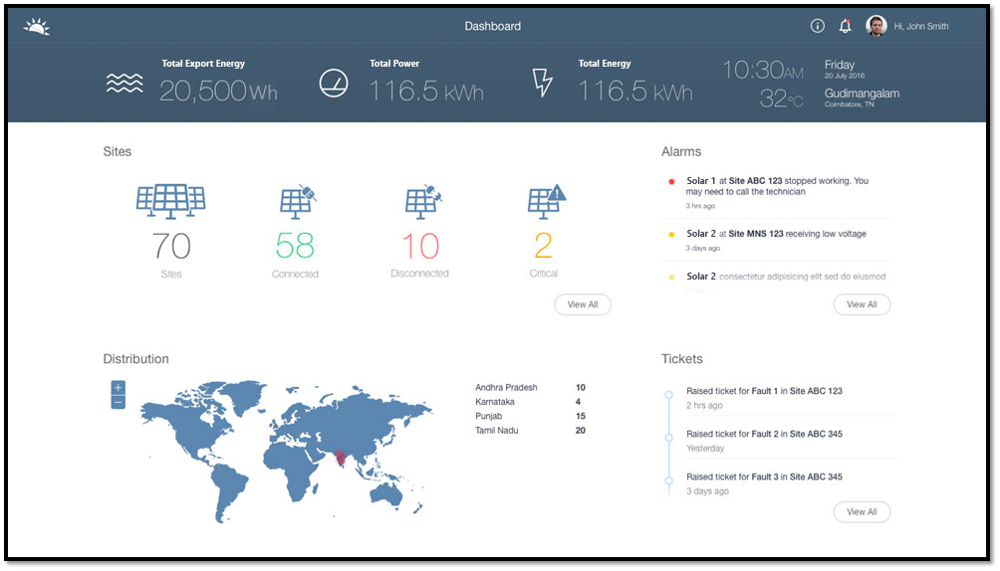 Dashboard
Hi, John Smith
Total Export Energy
20,500Wh
Total Power
116.5 kWh
Total Energy
116.5 kWh
10:30AM
32°C
Friday
20 July 2016
Gudimangalam
Coimbatore, TN
Sites
70
Sites
58
Connected
10
Disconnected
2
Critical
View All
Alarms
Solar 1 at Site ABC 123 stopped working. You
may need to call the technician
3 hrs ago
Solar 2 at Site MNS 123 receiving low voltage
3 days ago
Solar 2 consectetur adipisicing elit sed do eiusmod
View All
Distribution
+
−
Andhra Pradesh 10
Karnataka 4
Punjab 15
Tamil Nadu 20
Tickets
Raised ticket for Fault 1 in Site ABC 123
2 hrs ago
Raised ticket for Fault 2 in Site ABC 345
Yesterday
Raised ticket for Fault 3 in Site ABC 345
3 days ago
View All